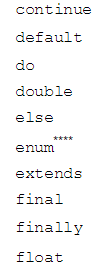 continue
default
do
double
else
enum****
extends
final
finally
float